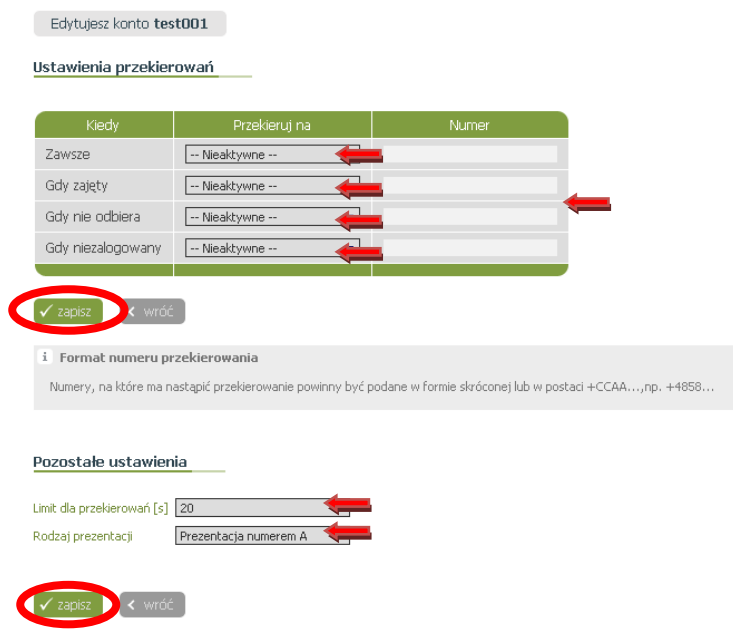 Edytujesz konto test001
Ustawienia przekierowań
Kiedy Przekieruj na Numer
Zawsze -- Nieaktywne --
Gdy zajęty -- Nieaktywne --
Gdy nie odbiera -- Nieaktywne --
Gdy niezalogowany -- Nieaktywne --
zapisz wróć
i Format numeru przekierowania
Numery, na które ma nastąpić przekierowanie powinny być podane w formie skróconej lub w postaci +CCAA...,np. +4858...
Pozostałe ustawienia
Limit dla przekierowań [s] 20
Rodzaj prezentacji Prezentacja numerem A
zapisz wróć